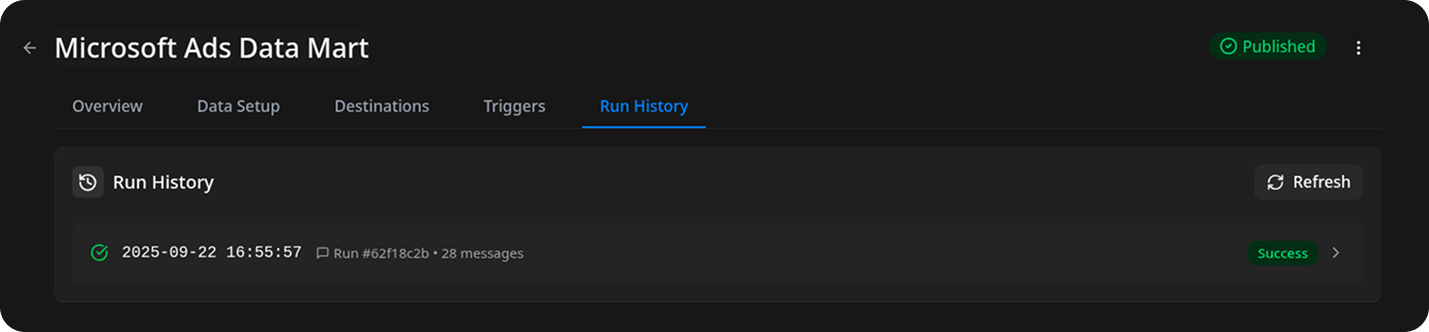 Microsoft Ads Data Mart
Published
Overview Data Setup Destinations Triggers Run History
Run History
Refresh
2025-09-22 16:55:57 Run #62f18c2b • 28 messages Success